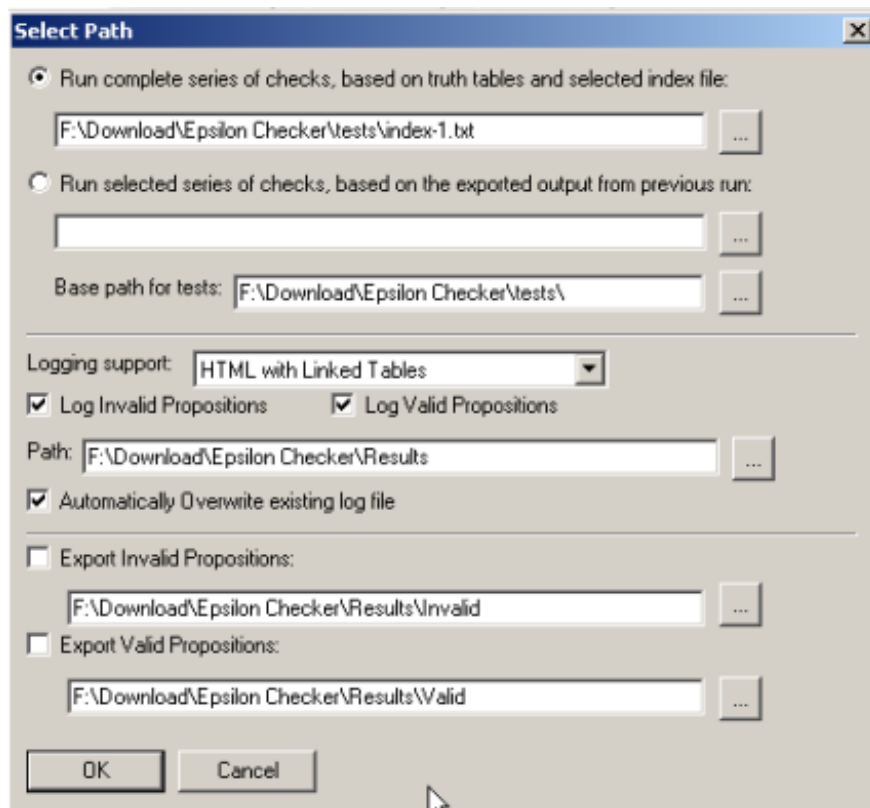 Select Path
Run complete series of checks, based on truth tables and selected index file:
F:\Download\Epsilon Checker\tests\index-1.txt
...
Run selected series of checks, based on the exported output from previous run:
...
Base path for tests: F:\Download\Epsilon Checker\tests\ ...
Logging support: HTML with Linked Tables
Log Invalid Propositions Log Valid Propositions
Path: F:\Download\Epsilon Checker\Results ...
Automatically Overwrite existing log file
Export Invalid Propositions:
F:\Download\Epsilon Checker\Results\Invalid ...
Export Valid Propositions:
F:\Download\Epsilon Checker\Results\Valid ...
OK Cancel